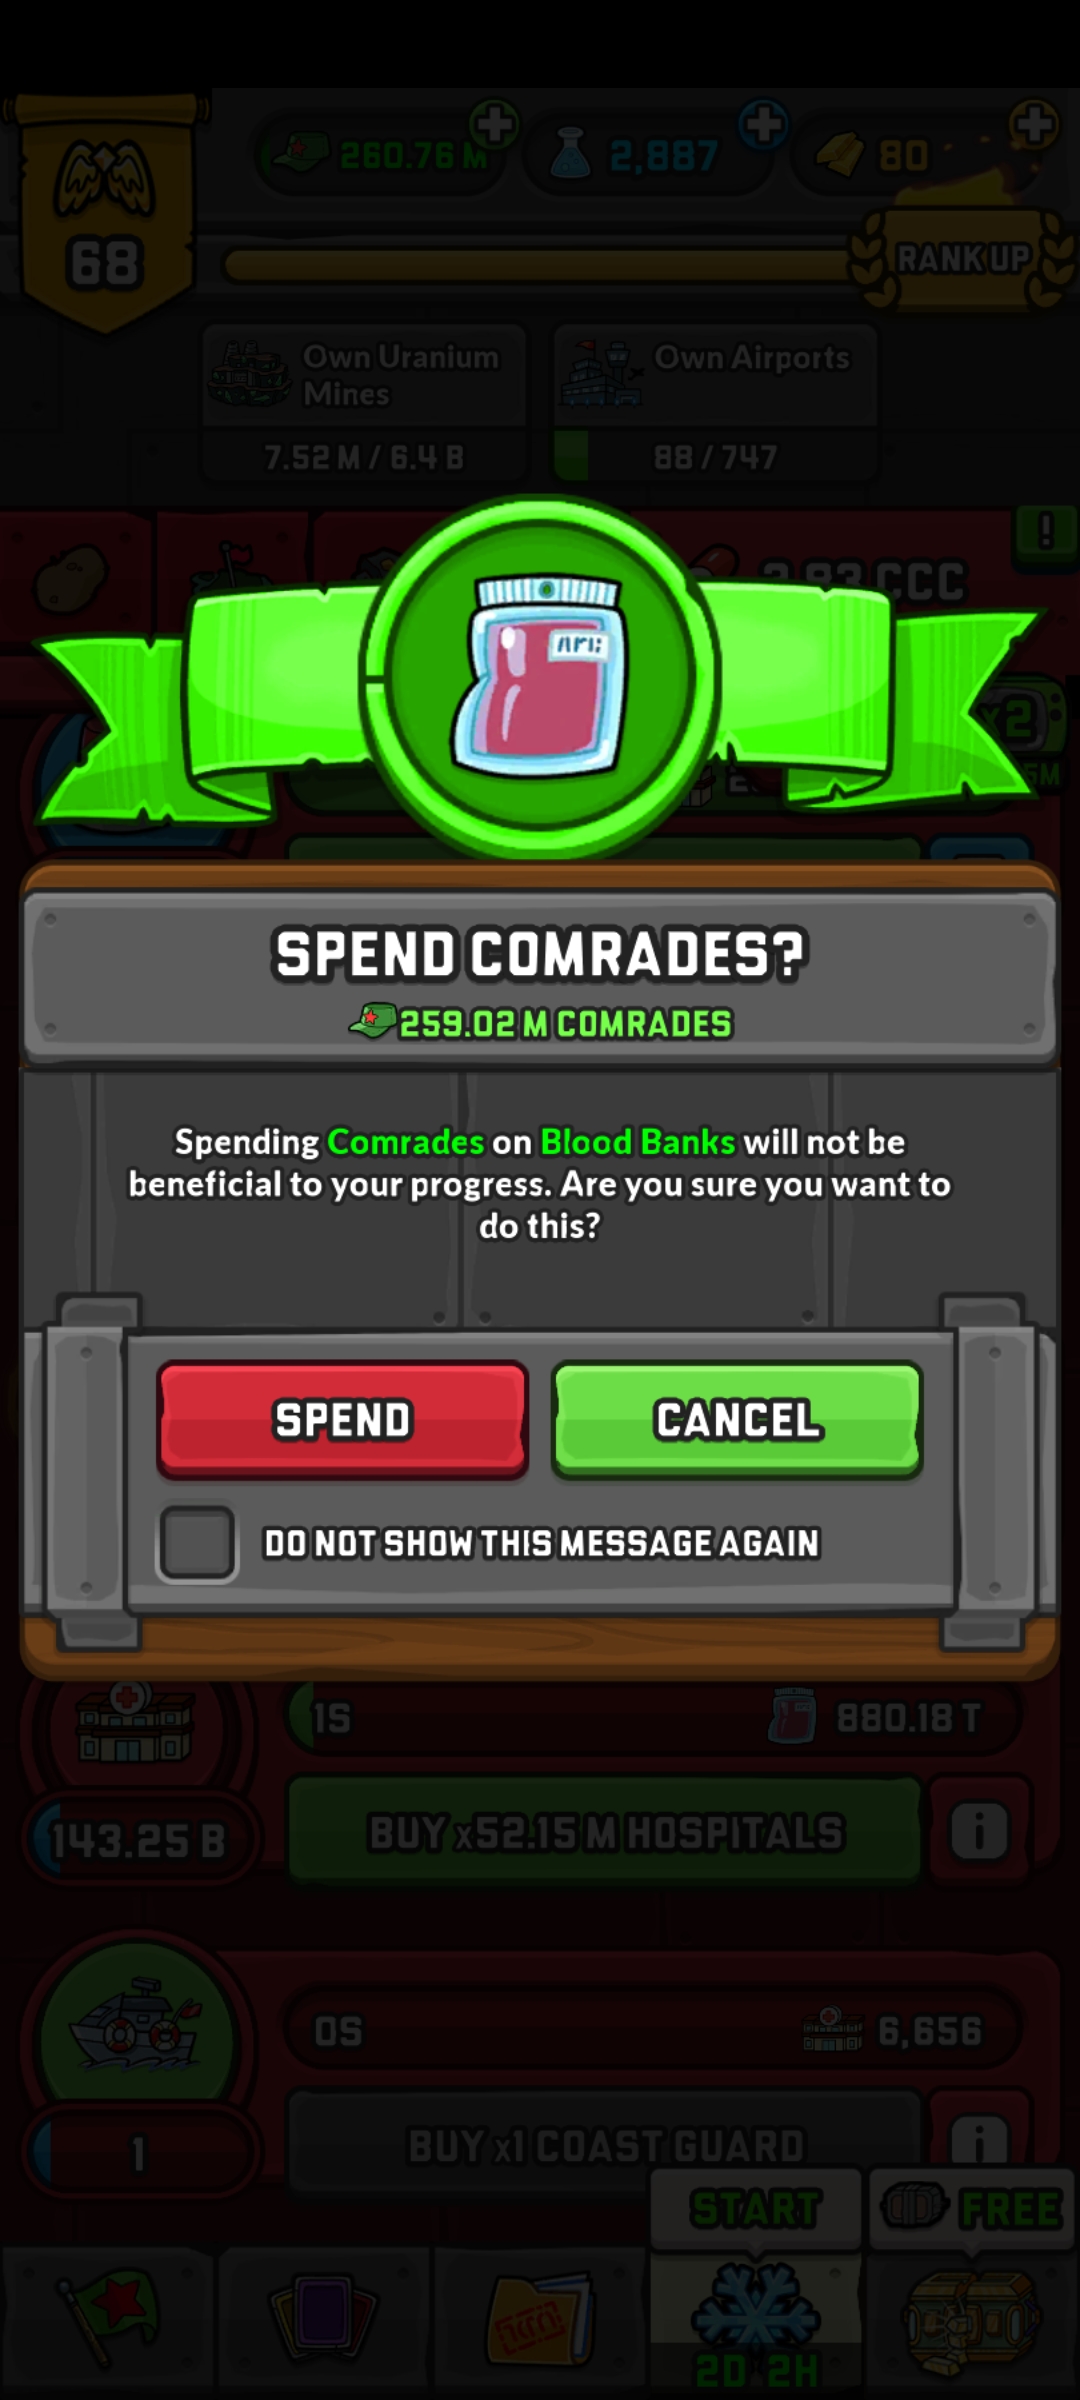 260.76 M
2,887
80
68
RANK UP
Own Uranium
Mines
Own Airports
7.52 M / 6.4 B
88 / 747
!
CCC
x2
SPEND COMRADES?
259.02 M COMRADES
Spending Comrades on Blood Banks will not be
beneficial to your progress. Are you sure you want to
do this?
SPEND
CANCEL
DO NOT SHOW THIS MESSAGE AGAIN
1S
880.18 T
143.25 B
BUY x52.15 M HOSPITALS
i
0S
6,656
1
BUY x1 COAST GUARD
i
START
FREE
2D 2H